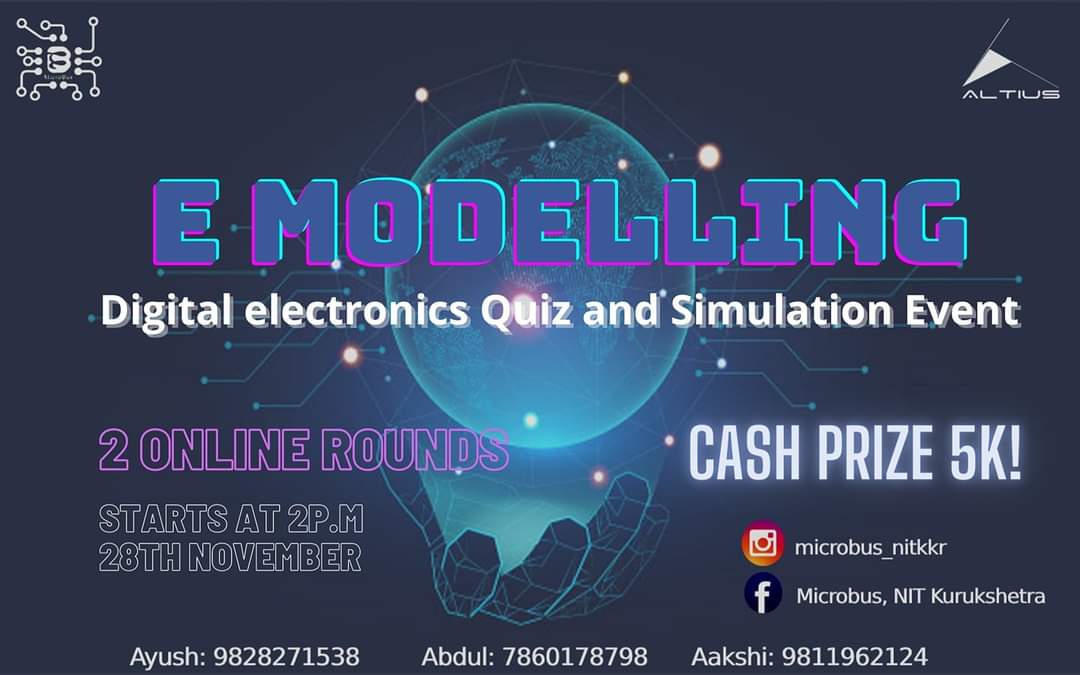 MicroBus
ALTIUS
E MODELLING
Digital electronics Quiz and Simulation Event
2 ONLINE ROUNDS
CASH PRIZE 5K!
STARTS AT 2P.M
28TH NOVEMBER
microbus_nitkkr
Microbus, NIT Kurukshetra
Ayush: 9828271538 Abdul: 7860178798 Aakshi: 9811962124